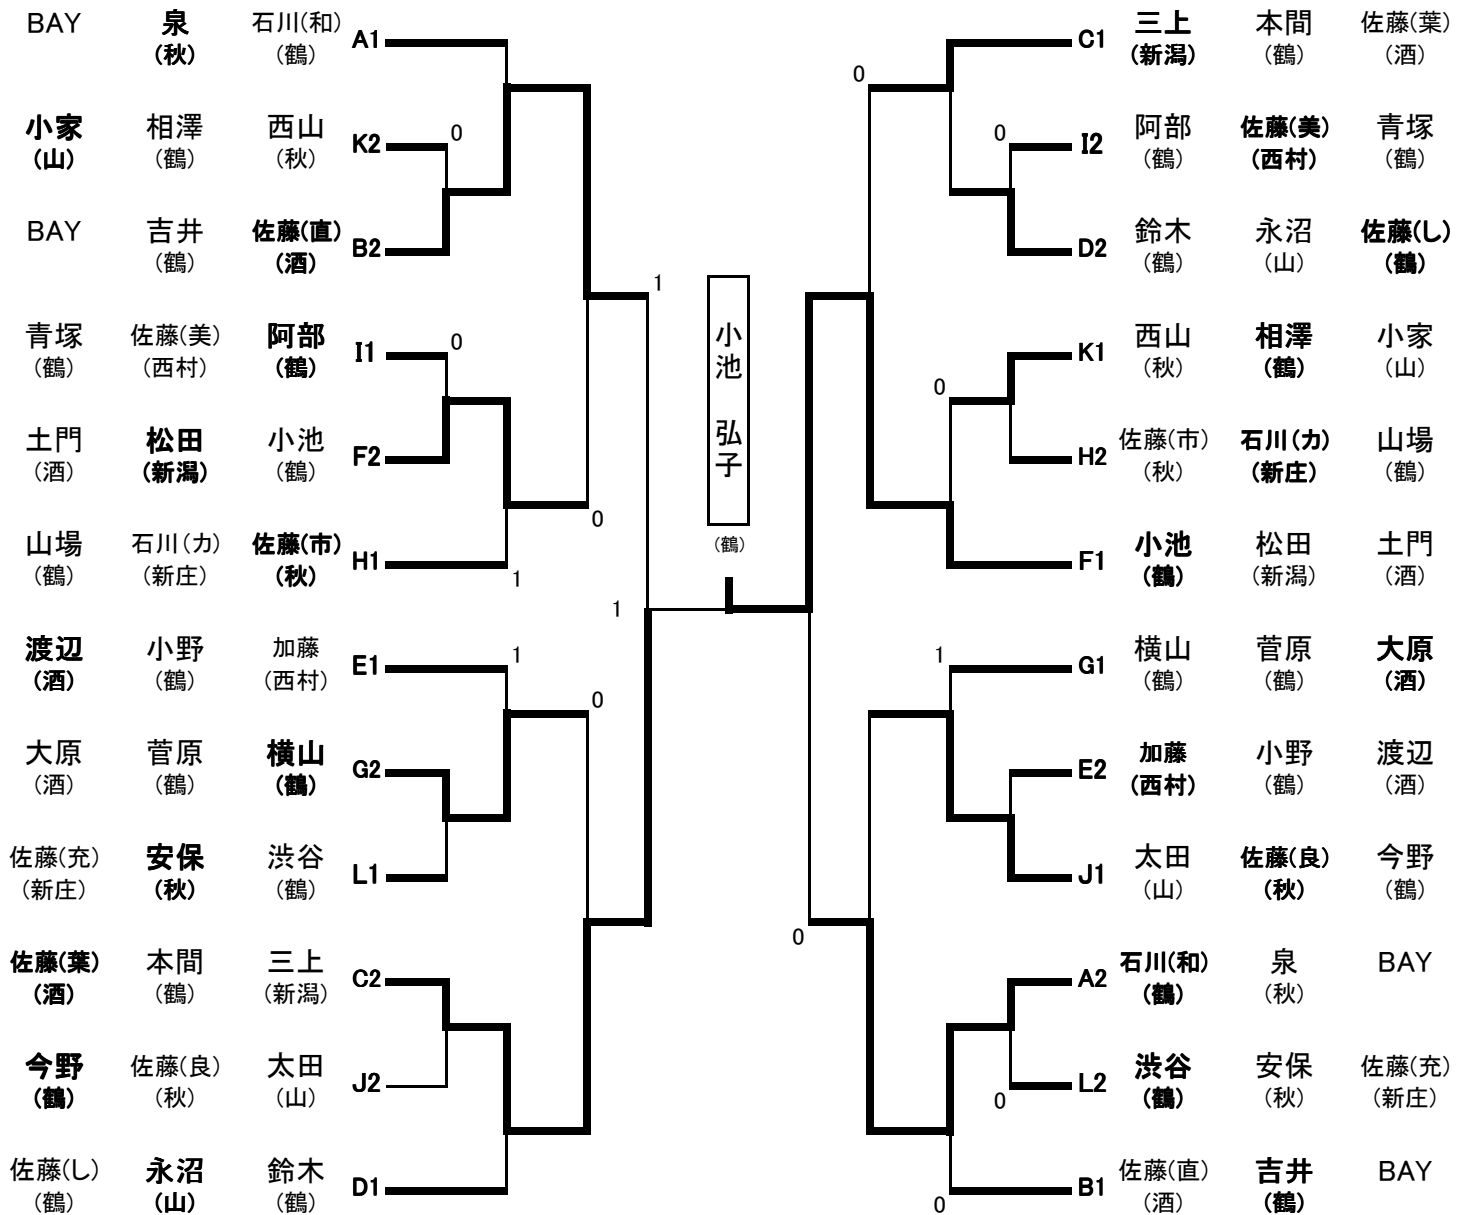 BAY 泉 石川(和) A1
(秋) (鶴)
小家 相澤 西山 K2 0
(山) (鶴) (秋)
BAY 吉井 佐藤(直) B2
(鶴) (酒)
1
青塚 佐藤(美) 阿部 I1 0
(鶴) (西村) (鶴)
土門 松田 小池 F2
(酒) (新潟) (鶴)
0
山場 石川(力) 佐藤(市) H1
(鶴) (新庄) (秋) 1
1
渡辺 小野 加藤 E1 1
(酒) (鶴) (西村)
0
大原 菅原 横山 G2
(酒) (鶴) (鶴)
佐藤(充) 安保 渋谷 L1
(新庄) (秋) (鶴)
佐藤(葉) 本間 三上 C2
(酒) (鶴) (新潟)
今野 佐藤(良) 太田 J2
(鶴) (秋) (山)
佐藤(し) 永沼 鈴木 D1
(鶴) (山) (鶴)
小池 弘子
(鶴)
C1 三上 本間 佐藤(葉)
(新潟) (鶴) (酒)
0
0 I2 阿部 佐藤(美) 青塚
(鶴) (西村) (鶴)
D2 鈴木 永沼 佐藤(し)
(鶴) (山) (鶴)
K1 西山 相澤 小家
(秋) (鶴) (山)
0
H2 佐藤(市) 石川(力) 山場
(秋) (新庄) (鶴)
F1 小池 松田 土門
(鶴) (新潟) (酒)
1 G1 横山 菅原 大原
(鶴) (鶴) (酒)
E2 加藤 小野 渡辺
(西村) (鶴) (酒)
J1 太田 佐藤(良) 今野
(山) (秋) (鶴)
0
A2 石川(和) 泉 BAY
(鶴) (秋)
L2 渋谷 安保 佐藤(充)
0 (鶴) (秋) (新庄)
B1 佐藤(直) 吉井 BAY
0 (酒) (鶴)